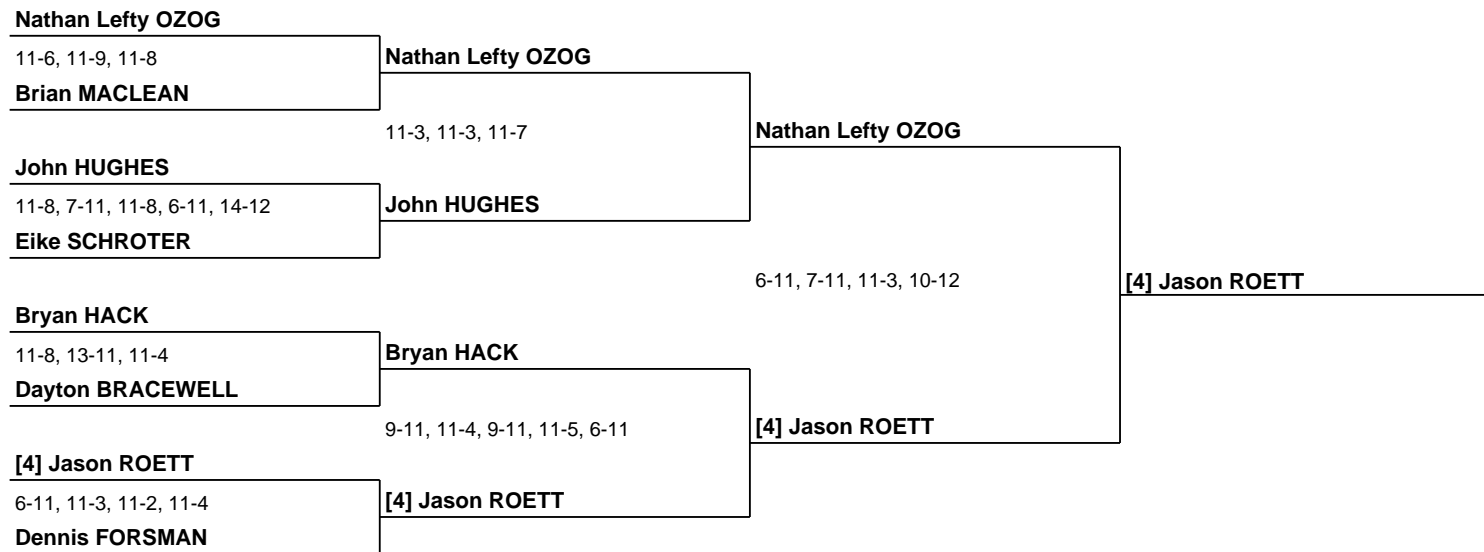 Nathan Lefty OZOG
11-6, 11-9, 11-8
Brian MACLEAN
Nathan Lefty OZOG
11-3, 11-3, 11-7
John HUGHES
11-8, 7-11, 11-8, 6-11, 14-12
Eike SCHROTER
John HUGHES
Nathan Lefty OZOG
6-11, 7-11, 11-3, 10-12
[4] Jason ROETT
Bryan HACK
11-8, 13-11, 11-4
Dayton BRACEWELL
Bryan HACK
9-11, 11-4, 9-11, 11-5, 6-11
[4] Jason ROETT
[4] Jason ROETT
6-11, 11-3, 11-2, 11-4
Dennis FORSMAN
[4] Jason ROETT